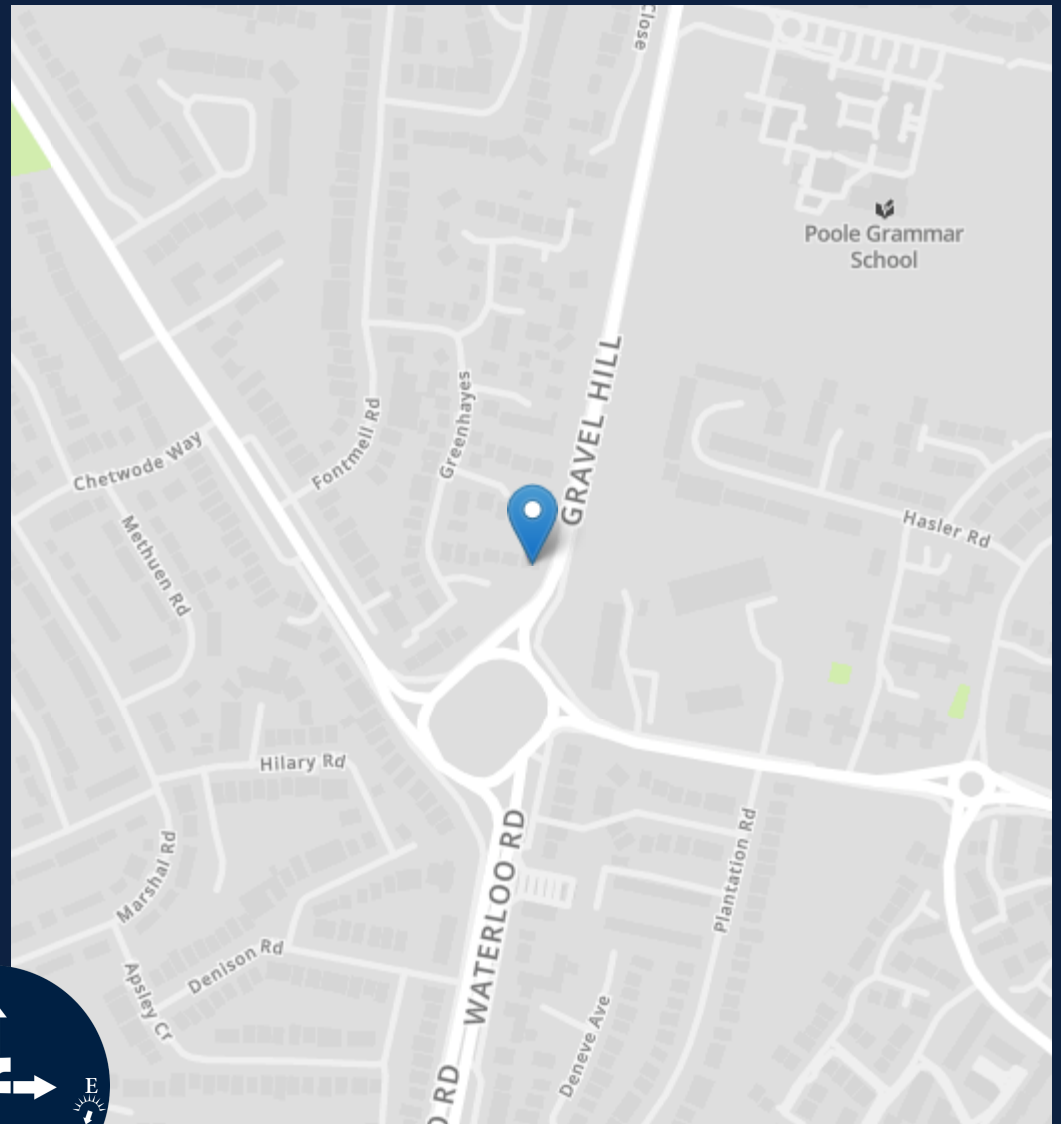 Close
Poole Grammar
School
GRAVEL HILL
Greenhayes
Fontmell Rd
Chetwode Way
Hasler Rd
Methuen Rd
Hilary Rd
WATERLOO RD
Plantation Rd
Marshal Rd
Denison Rd
Apsley Cr
Deneve Ave
RD
E